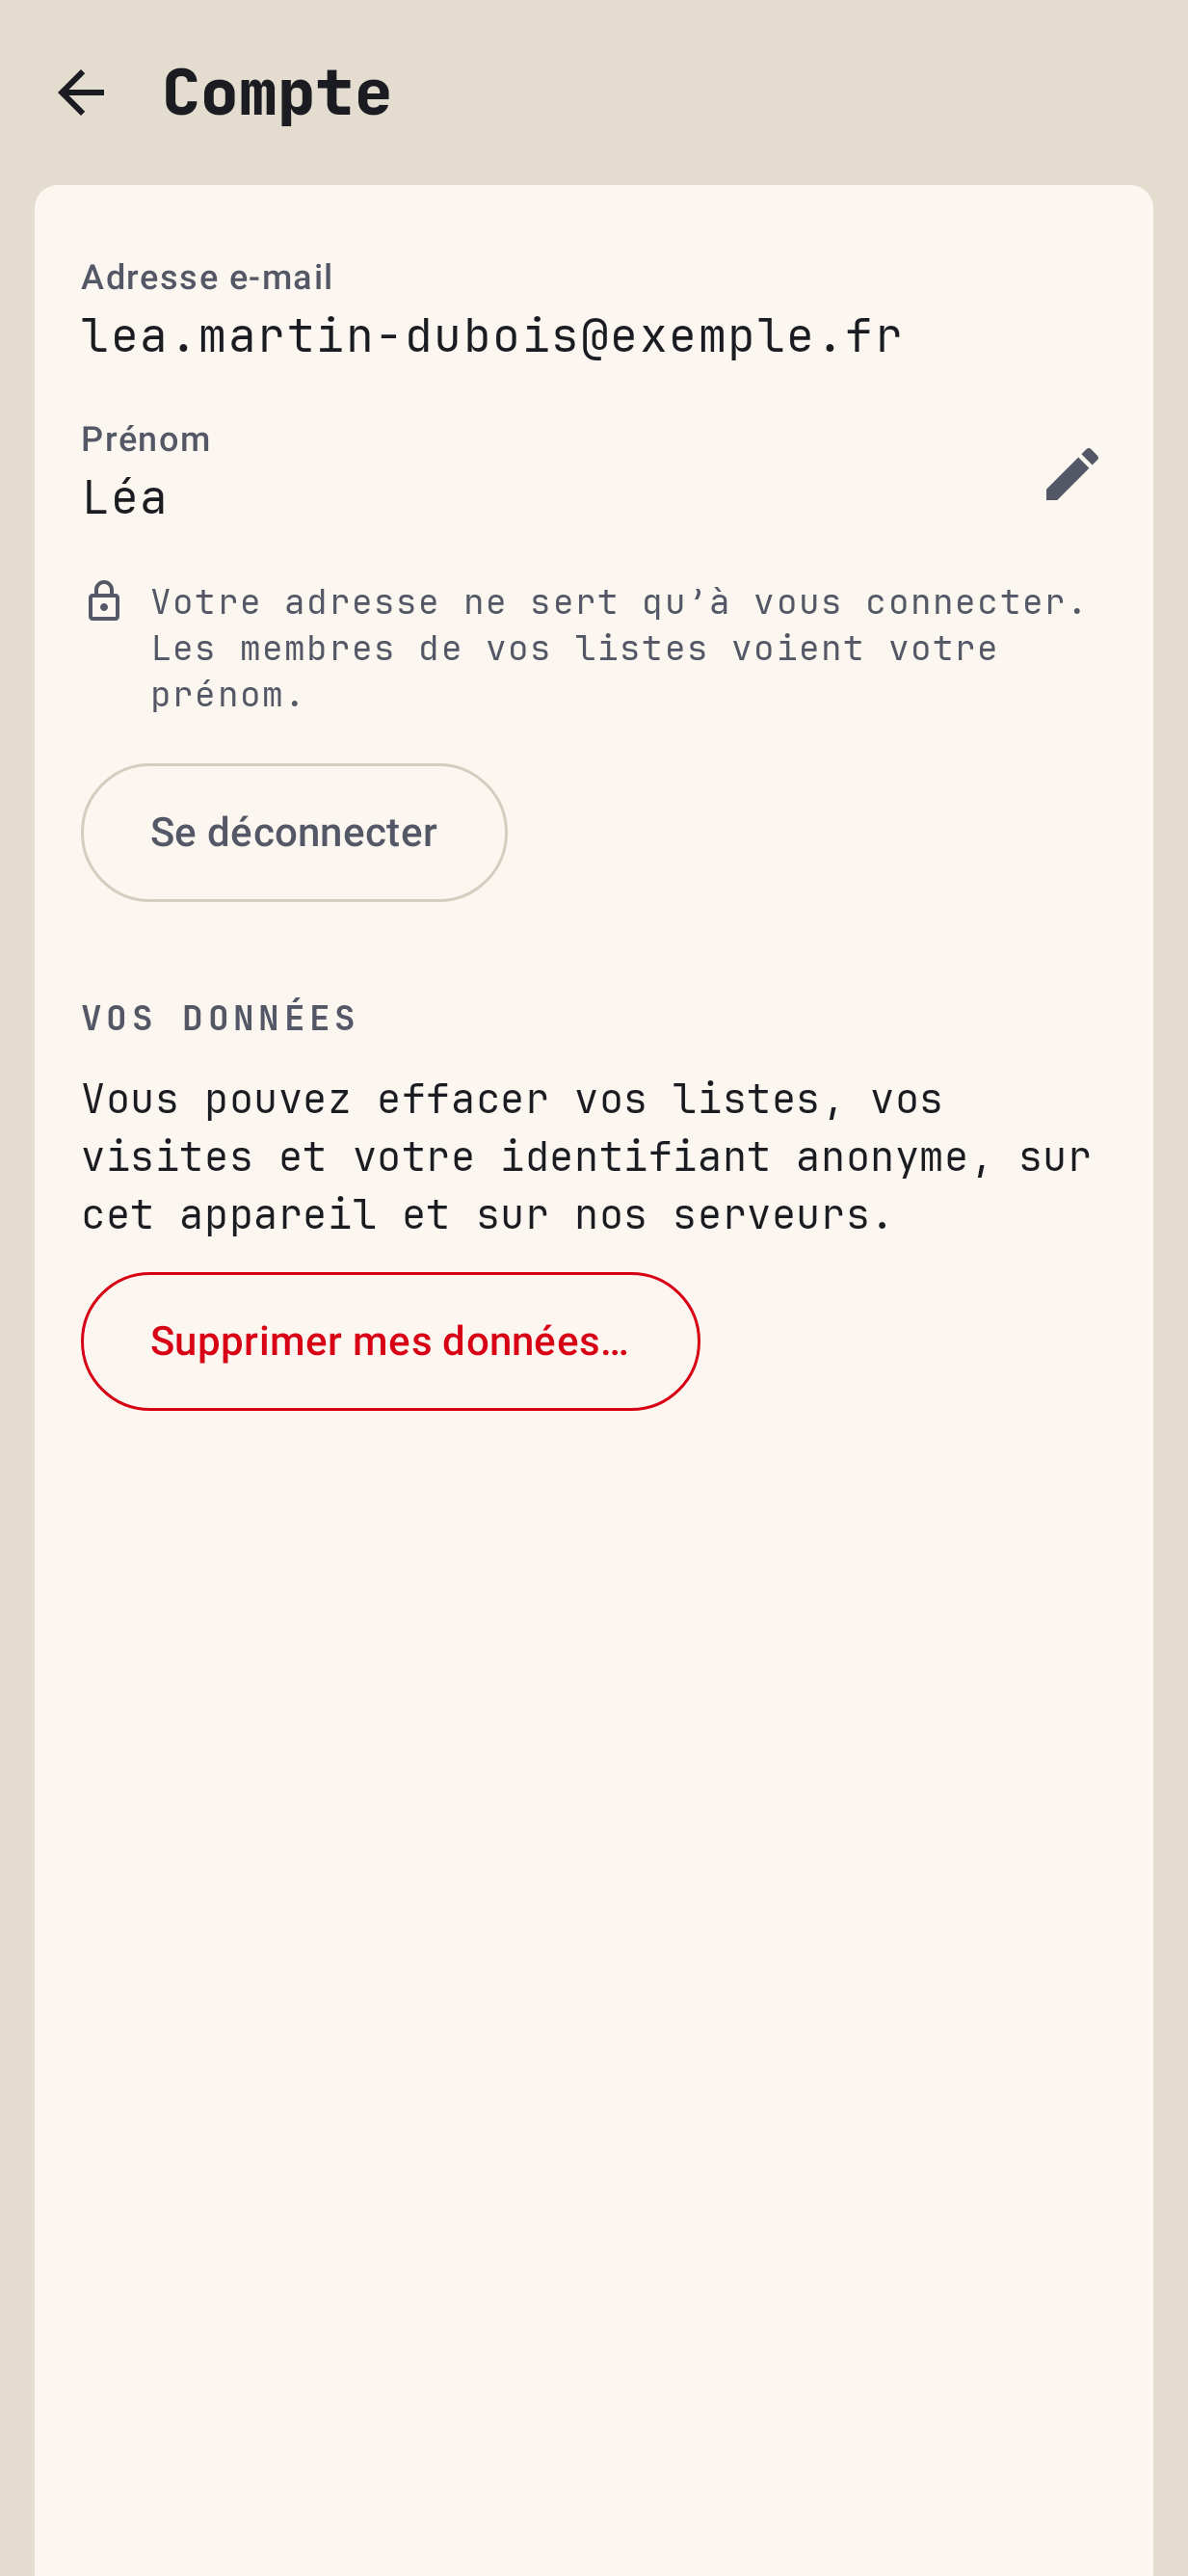 Compte
Adresse e-mail
lea.martin-dubois@exemple.fr
Prénom
Léa
Votre adresse ne sert qu’à vous connecter.
Les membres de vos listes voient votre
prénom.
Se déconnecter
VOS DONNÉES
Vous pouvez effacer vos listes, vos
visites et votre identifiant anonyme, sur
cet appareil et sur nos serveurs.
Supprimer mes données…